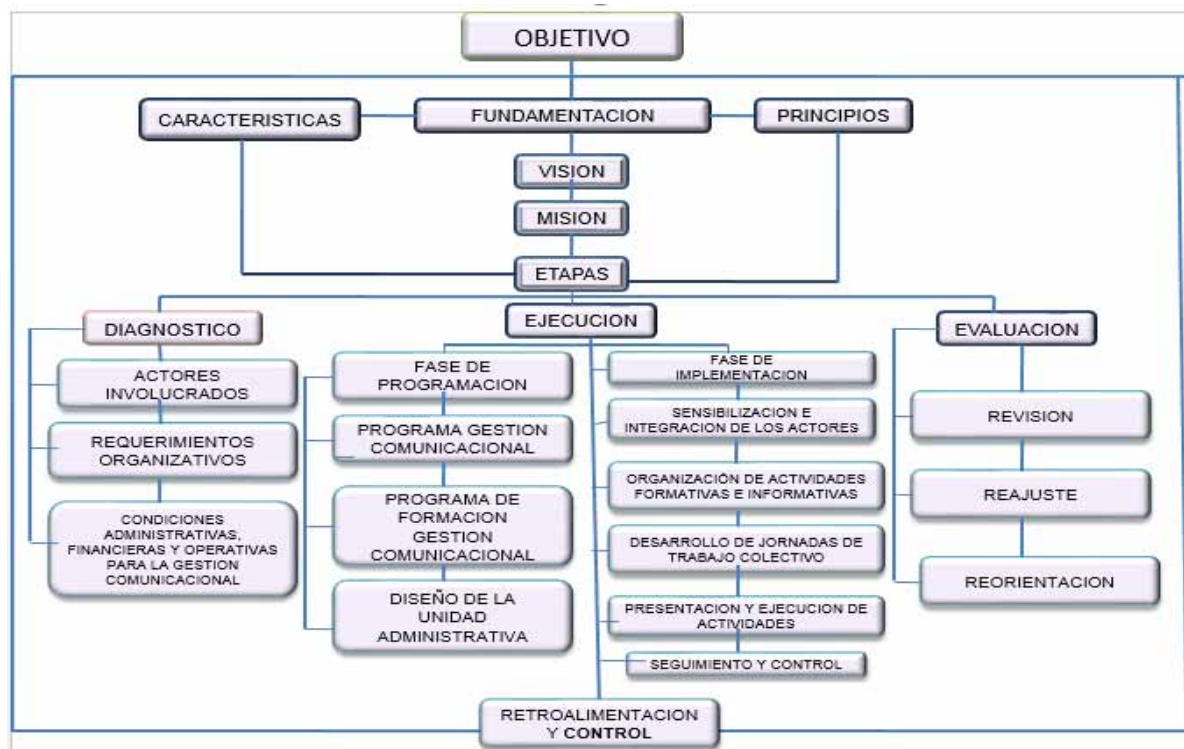 OBJETIVO
CARACTERISTICAS
FUNDAMENTACION
PRINCIPIOS
VISION
MISION
ETAPAS
DIAGNOSTICO
ACTORES
INVOLUCRADOS
REQUERIMIENTOS
ORGANIZATIVOS
CONDICIONES
ADMINISTRATIVAS,
FINANCIERAS Y OPERATIVAS
PARA LA GESTION
COMUNICACIONAL
EJECUCION
FASE DE
PROGRAMACION
PROGRAMA GESTION
COMUNICACIONAL
PROGRAMA DE
FORMACION
GESTION
COMUNICACIONAL
DISEÑO DE LA
UNIDAD
ADMINISTRATIVA
FASE DE
IMPLEMENTACION
SENSIBILIZACION E
INTEGRACION DE LOS ACTORES
ORGANIZACIÓN DE ACTIVIDADES
FORMATIVAS E INFORMATIVAS
DESARROLLO DE JORNADAS DE
TRABAJO COLECTIVO
PRESENTACION Y EJECUCION DE
ACTIVIDADES
SEGUIMIENTO Y CONTROL
EVALUACION
REVISION
REAJUSTE
REORIENTACION
RETROALIMENTACION
Y CONTROL